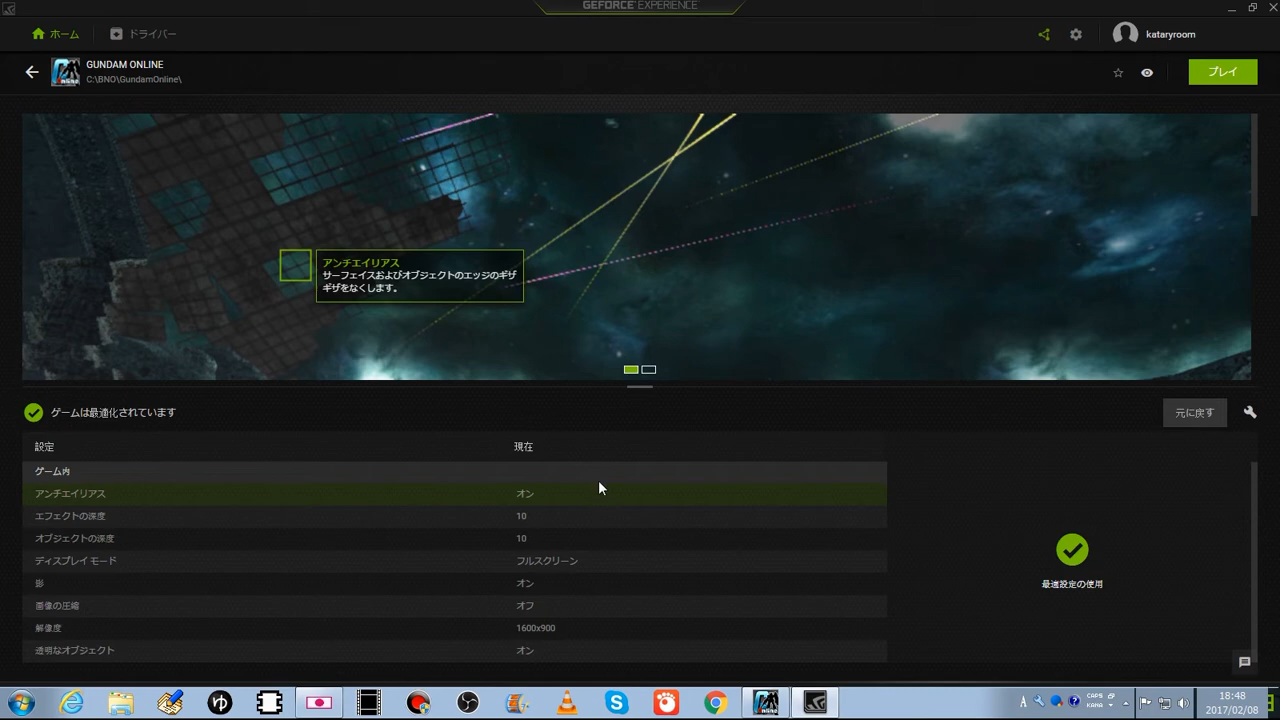 GEFORCE EXPERIENCE
ホーム
ドライバー
kataryroom
GUNDAM ONLINE
C:\BNO\GundamOnline\
プレイ
アンチエイリアス
サーフェイスおよびオブジェクトのエッジのギザ
ギザをなくします。
ゲームは最適化されています
元に戻す
設定 現在
ゲーム内
アンチエイリアス オン
エフェクトの深度 10
オブジェクトの深度 10
ディスプレイ モード フルスクリーン
影 オン
画像の圧縮 オフ
解像度 1600x900
透明なオブジェクト オン
最適設定の使用
A
CAPS
KANA
18:48
2017/02/08